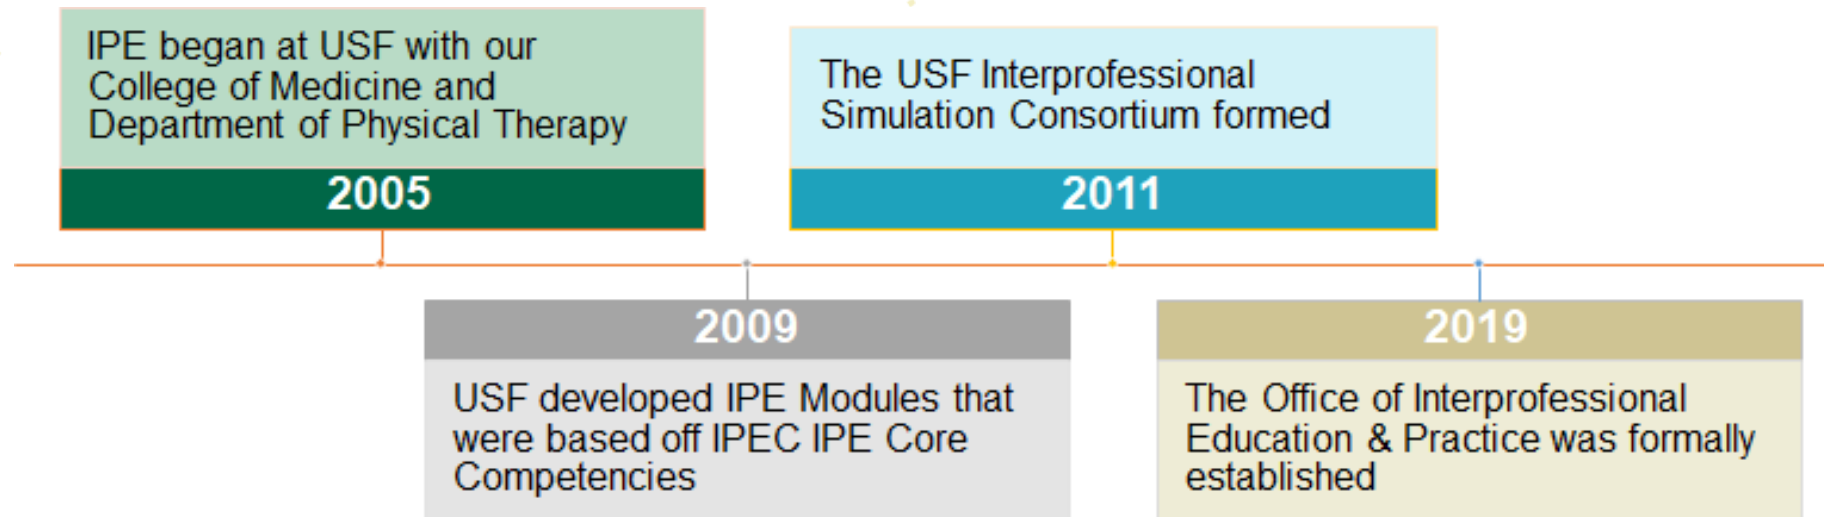 IPE began at USF with our
College of Medicine and
Department of Physical Therapy
2005
2009
USF developed IPE Modules that
were based off IPEC IPE Core
Competencies
The USF Interprofessional
Simulation Consortium formed
2011
2019
The Office of Interprofessional
Education & Practice was formally
established